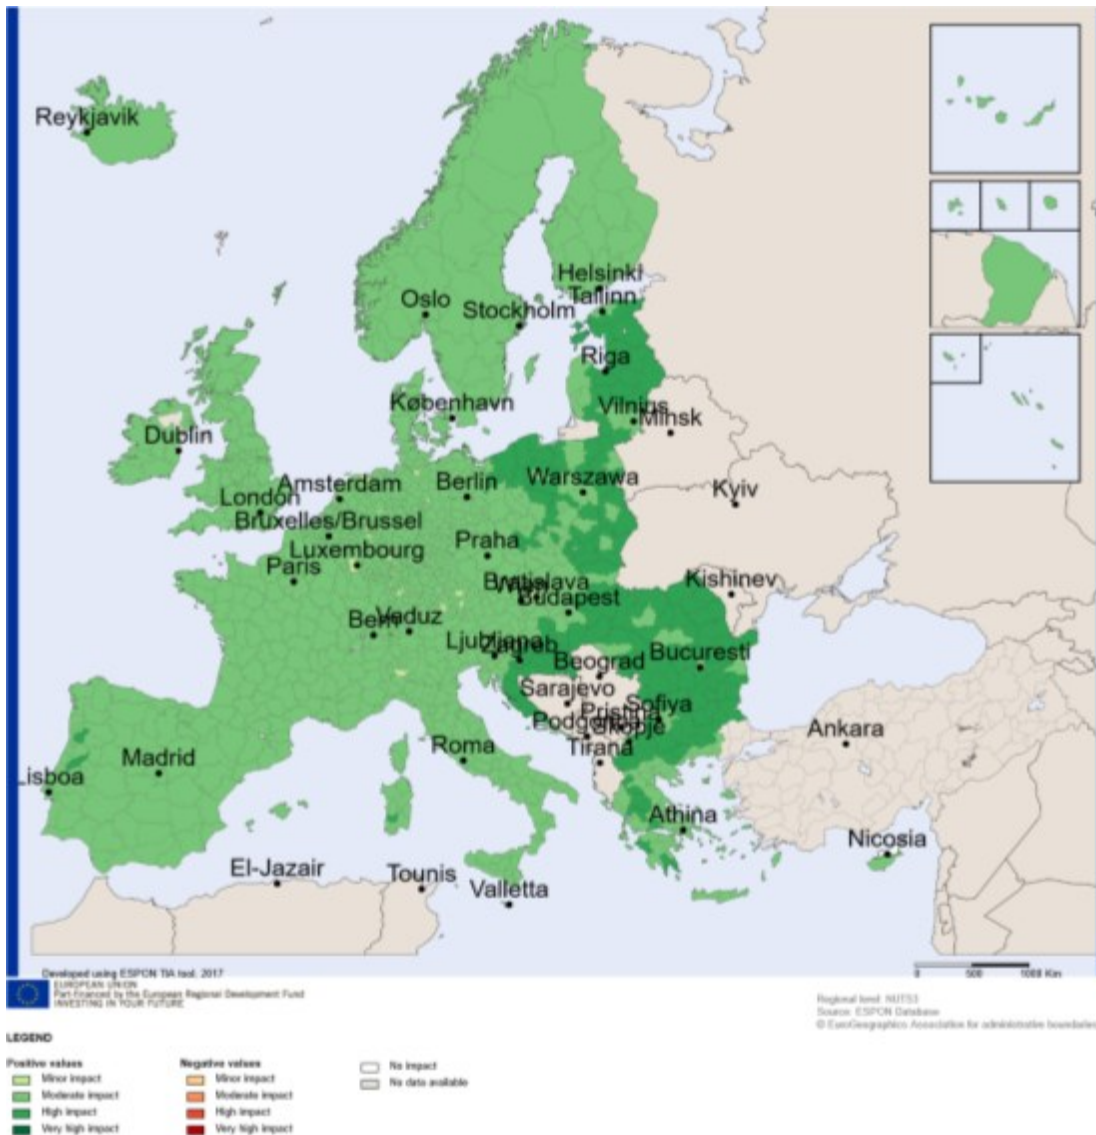 Reykjavik
Helsinki
Tallinn
Oslo
Stockholm
Riga
København
Vilnius
Minsk
Dublin
Amsterdam
Berlin
Warszawa
London
Kyiv
Bruxelles/Brussel
Luxembourg
Praha
Paris
Bratislava
Wien
Kishinev
Budapest
Bern
Vaduz
Ljubljana
Zagreb
Beograd
Bucuresti
Sarajevo
Pristina
Sofiya
Podgorica
Skopje
Ankara
Madrid
Roma
Tirana
Lisboa
Athina
Nicosia
El-Jazair
Tounis
Valletta
Developed using ESPON TIA tool, 2017
0 500 1000 Km
EUROPEAN UNION
Part-financed by the European Regional Development Fund
INVESTING IN YOUR FUTURE
Regional level: NUTS3
Source: ESPON Database
© EuroGeographics Association for administrative boundaries
LEGEND
Positive values
Minor impact
Moderate impact
High impact
Very high impact
Negative values
Minor impact
Moderate impact
High impact
Very high impact
No impact
No data available